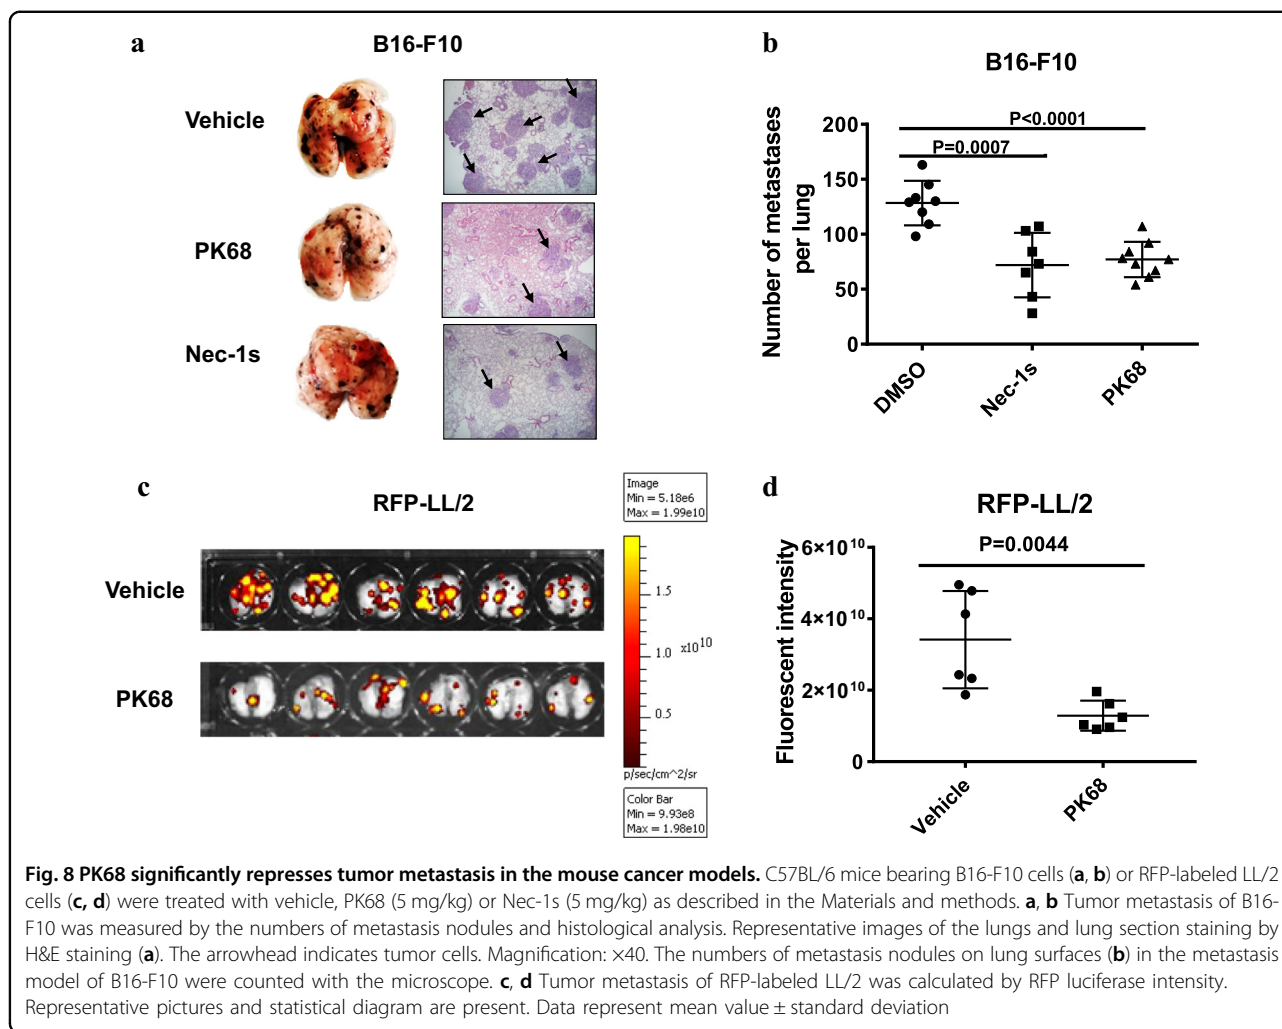 a
B16-F10
Vehicle
PK68
Nec-1s
b
B16-F10
P<0.0001
P=0.0007
Number of metastases
per lung
200
150
100
50
0
DMSO
Nec-1s
PK68
c
RFP-LL/2
Vehicle
PK68
Image
Min = 5.18e6
Max = 1.99e10
1.5
1.0
x10^10
0.5
p/sec/cm^2/sr
Color Bar
Min = 9.93e8
Max = 1.98e10
d
RFP-LL/2
P=0.0044
Fluorescent intensity
6×10^10
4×10^10
2×10^10
0
Vehicle
PK68
Fig. 8 PK68 significantly represses tumor metastasis in the mouse cancer models. C57BL/6 mice bearing B16-F10 cells (a, b) or RFP-labeled LL/2
cells (c, d) were treated with vehicle, PK68 (5 mg/kg) or Nec-1s (5 mg/kg) as described in the Materials and methods. a, b Tumor metastasis of B16-
F10 was measured by the numbers of metastasis nodules and histological analysis. Representative images of the lungs and lung section staining by
H&E staining (a). The arrowhead indicates tumor cells. Magnification: ×40. The numbers of metastasis nodules on lung surfaces (b) in the metastasis
model of B16-F10 were counted with the microscope. c, d Tumor metastasis of RFP-labeled LL/2 was calculated by RFP luciferase intensity.
Representative pictures and statistical diagram are present. Data represent mean value ± standard deviation